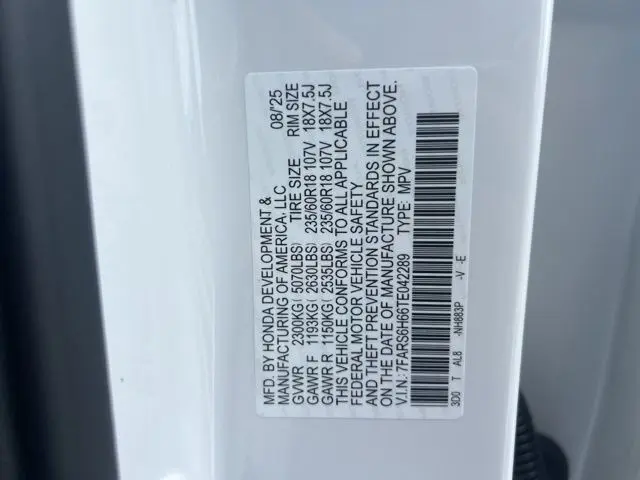 MFD. BY HONDA DEVELOPMENT & 08/'25
MANUFACTURING OF AMERICA, LLC
GVWR 2300KG(5070LBS) TIRE SIZE RIM SIZE
GAWR F 1193KG(2630LBS) 235/60R18 107V 18X7.5J
GAWR R 1150KG(2535LBS) 235/60R18 107V 18X7.5J
THIS VEHICLE CONFORMS TO ALL APPLICABLE
FEDERAL MOTOR VEHICLE SAFETY
AND THEFT PREVENTION STANDARDS IN EFFECT
ON THE DATE OF MANUFACTURE SHOWN ABOVE.
V.I.N.: 7FARS6H66TE042289 TYPE: MPV
3D0 T AL8 -NH883P -V -E